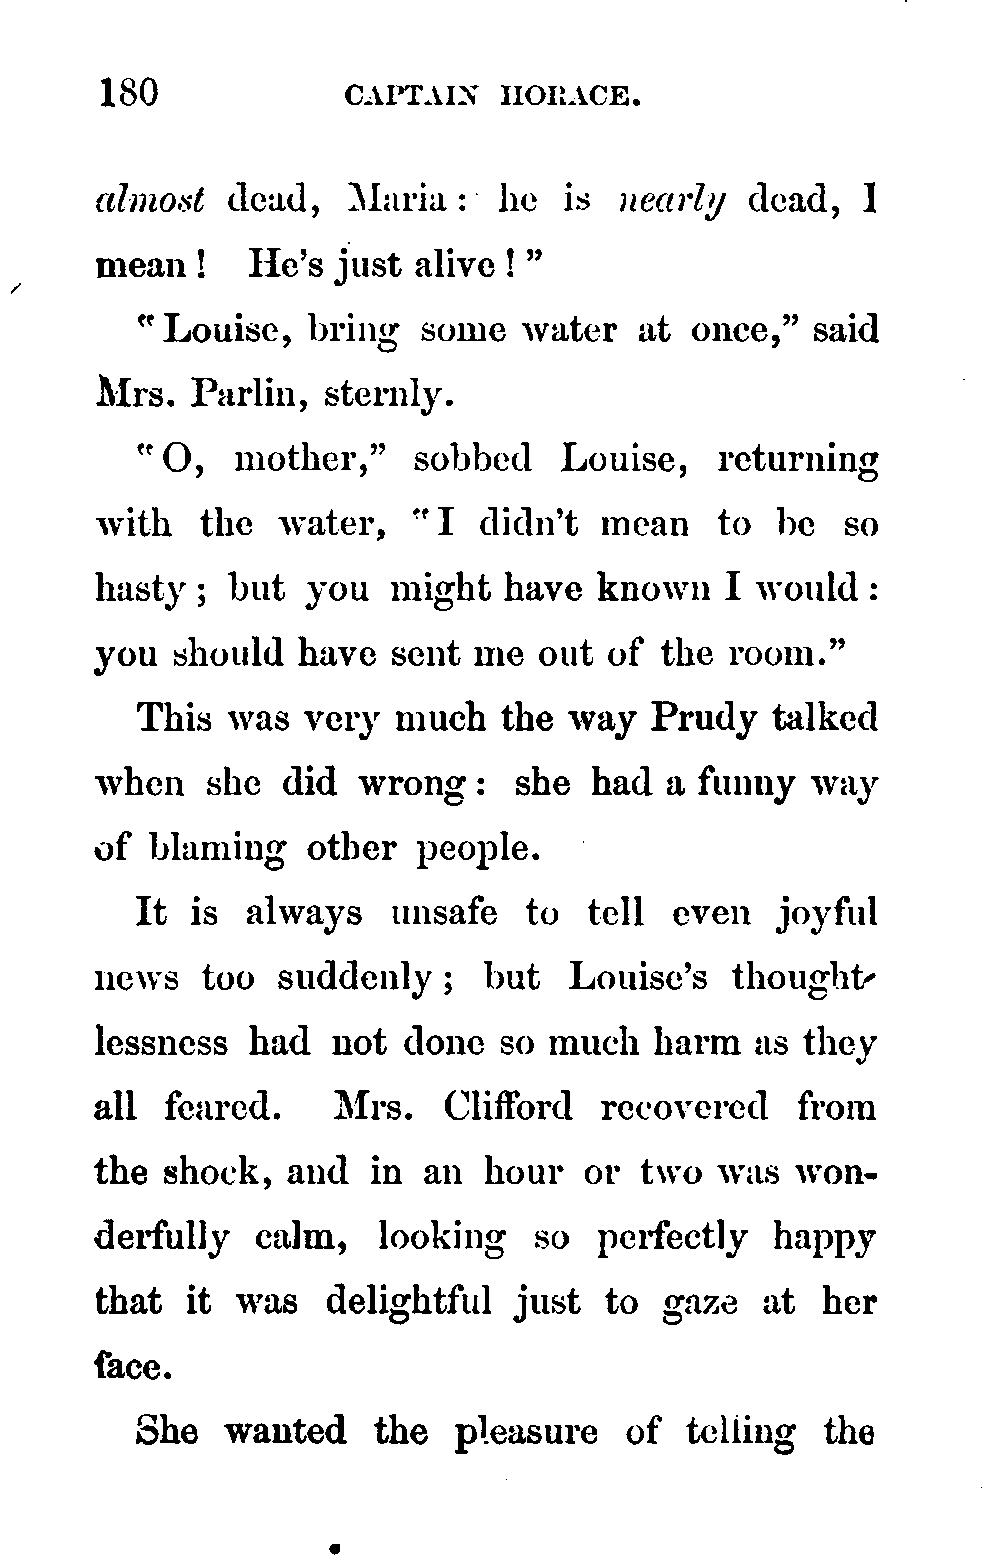 180 CAPTAIN HORACE.
almost dead, Maria: he is nearly dead, I
mean! He's just alive!"
"Louise, bring some water at once," said
Mrs. Parlin, sternly.
"O, mother," sobbed Louise, returning
with the water, "I didn't mean to be so
hasty; but you might have known I would:
you should have sent me out of the room."
This was very much the way Prudy talked
when she did wrong: she had a funny way
of blaming other people.
It is always unsafe to tell even joyful
news too suddenly; but Louise's thought-
lessness had not done so much harm as they
all feared. Mrs. Clifford recovered from
the shock, and in an hour or two was won-
derfully calm, looking so perfectly happy
that it was delightful just to gaze at her
face.
She wanted the pleasure of telling the